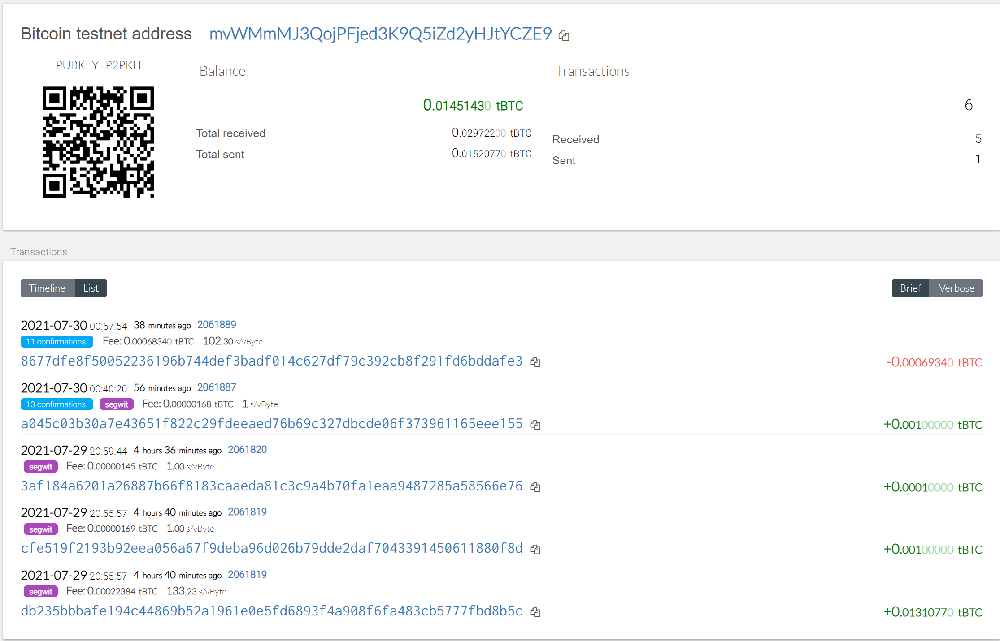 Bitcoin testnet address mvWMmMJ3QojPFjed3K9Q5iZd2yHJtYCZE9
PUBKEY+P2PKH
Balance
0.01451430 tBTC
Total received 0.02972200 tBTC
Total sent 0.01520770 tBTC
Transactions
6
Received 5
Sent 1
Transactions
Timeline List Brief Verbose
2021-07-30 00:57:54 38 minutes ago 2061889
11 confirmations Fee: 0.00068340 tBTC 102.30 s/vByte
8677dfe8f50052236196b744def3badf014c627df79c392cb8f291fd6bddafe3 -0.00069340 tBTC
2021-07-30 00:40:20 56 minutes ago 2061887
13 confirmations segwit Fee: 0.00000168 tBTC 1 s/vByte
a045c03b30a7e43651f822c29fdeeaed76b69c327dbcde06f373961165eee155 +0.00100000 tBTC
2021-07-29 20:59:44 4 hours 36 minutes ago 2061820
segwit Fee: 0.00000145 tBTC 1.00 s/vByte
3af184a6201a26887b66f8183caaeda81c3c9a4b70fa1eaa9487285a58566e76 +0.00010000 tBTC
2021-07-29 20:55:57 4 hours 40 minutes ago 2061819
segwit Fee: 0.00000169 tBTC 1.00 s/vByte
cfe519f2193b92eea056a67f9deba96d026b79dde2daf7043391450611880f8d +0.00100000 tBTC
2021-07-29 20:55:57 4 hours 40 minutes ago 2061819
segwit Fee: 0.00022384 tBTC 133.23 s/vByte
db235bbbafe194c44869b52a1961e0e5fd6893f4a908f6fa483cb5777fbd8b5c +0.01310770 tBTC